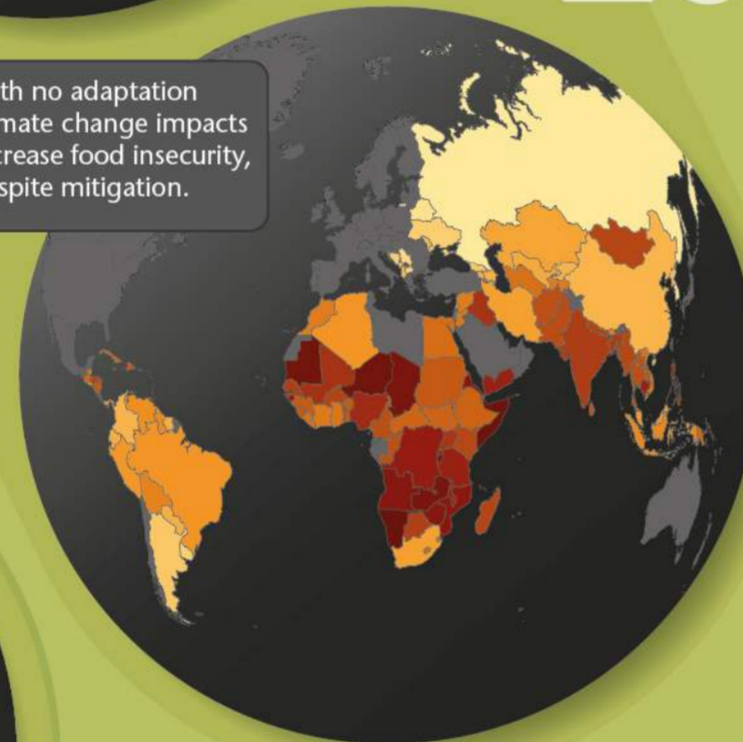 th no adaptation
mate change impacts
crease food insecurity,
spite mitigation.